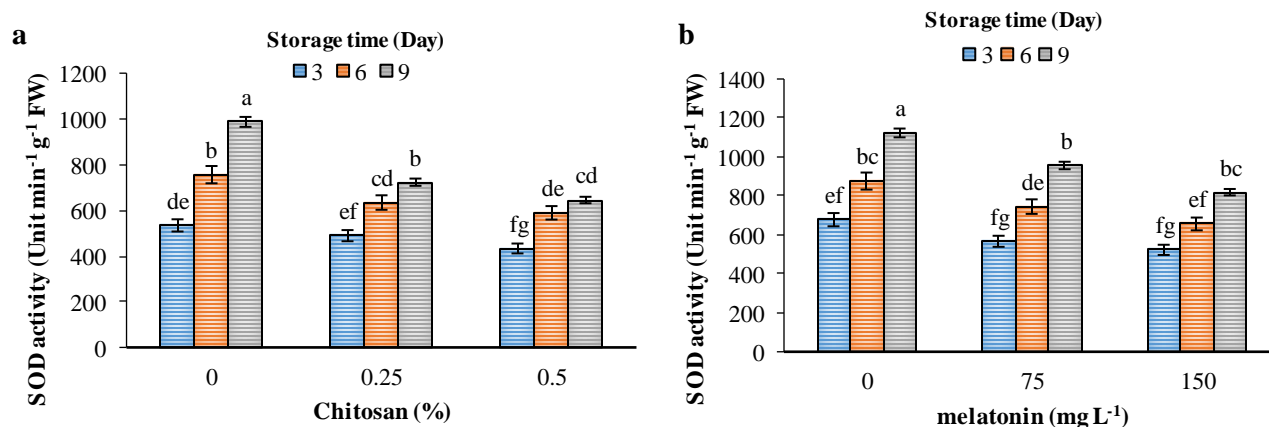 a
Storage time (Day)
3 6 9
SOD activity (Unit min-1 g-1 FW)
1200
1000
800
600
400
200
0
de b a
ef cd b
fg de cd
0 0.25 0.5
Chitosan (%)
b
Storage time (Day)
3 6 9
SOD activity (Unit min-1 g-1 FW)
1400
1200
1000
800
600
400
200
0
ef bc a
fg de b
fg ef bc
0 75 150
melatonin (mg L-1)